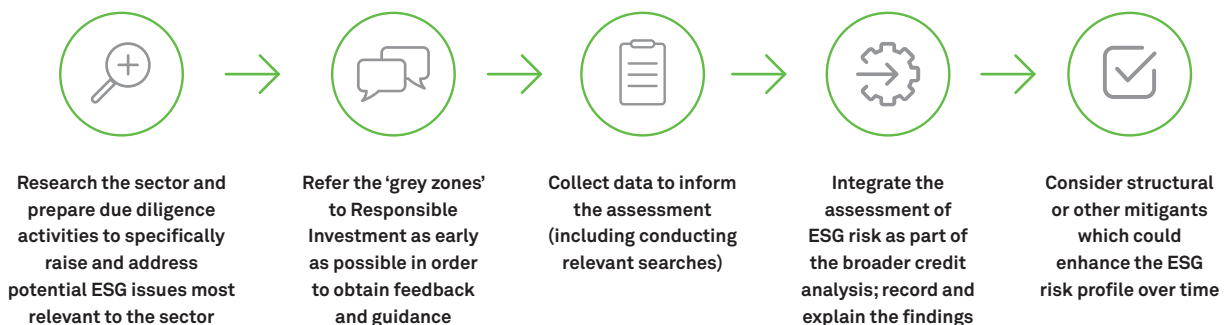 Research the sector and
prepare due diligence
activities to specifically
raise and address
potential ESG issues most
relevant to the sector
Refer the ‘grey zones’
to Responsible
Investment as early
as possible in order
to obtain feedback
and guidance
Collect data to inform
the assessment
(including conducting
relevant searches)
Integrate the
assessment of
ESG risk as part of
the broader credit
analysis; record and
explain the findings
Consider structural
or other mitigants
which could
enhance the ESG
risk profile over time